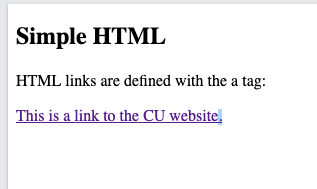 Simple HTML
HTML links are defined with the a tag:
This is a link to the CU website.